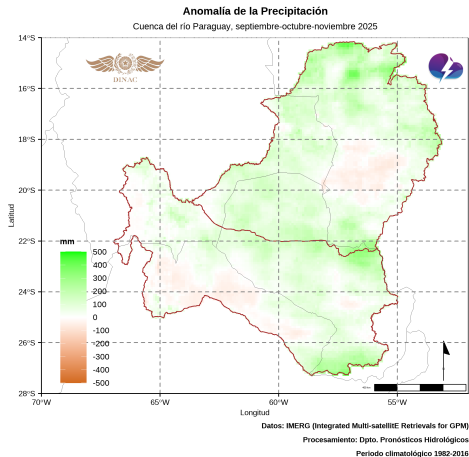 Anomalía de la Precipitación
Cuenca del río Paraguay, septiembre-octubre-noviembre 2025
DINAC
14°S
16°S
18°S
20°S
22°S
24°S
26°S
28°S
Latitud
mm
500
400
300
200
100
0
-100
-200
-300
-400
-500
70°W
65°W
60°W
55°W
Longitud
Datos: IMERG (Integrated Multi-satellitE Retrievals for GPM)
Procesamiento: Dpto. Pronósticos Hidrológicos
Periodo climatológico 1982-2016